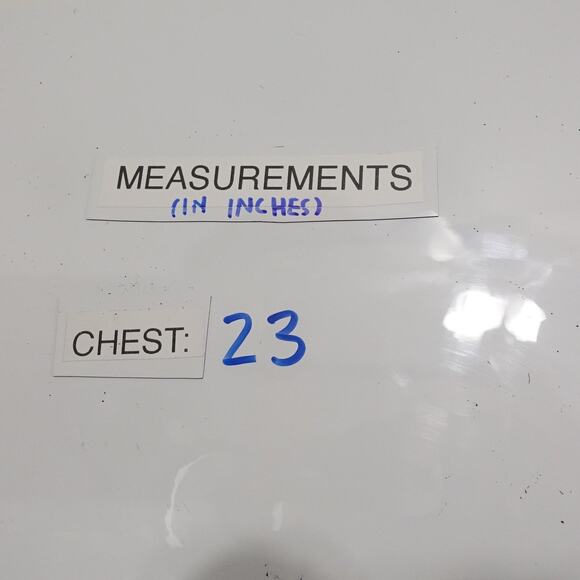 MEASUREMENTS
(IN INCHES)
CHEST: 23